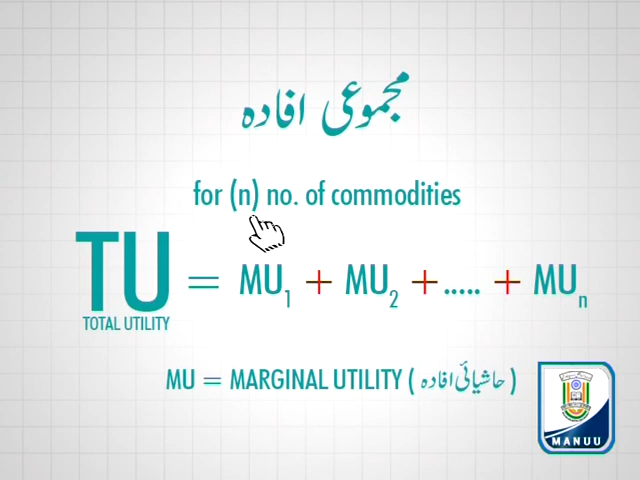 مجموعی افادہ
for (n) no. of commodities
TU = MU1 + MU2 + ..... + MUn
TOTAL UTILITY
MU = MARGINAL UTILITY ( حاشیائی افادہ )
MANUU